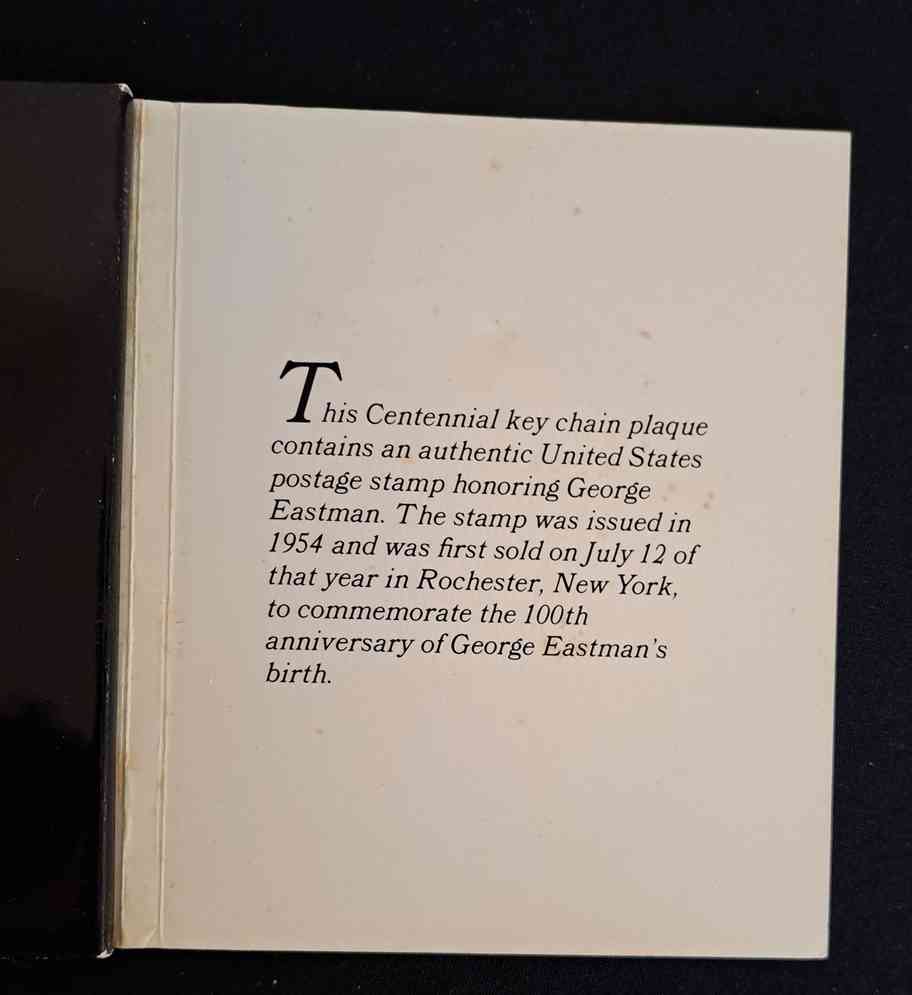 This Centennial key chain plaque
contains an authentic United States
postage stamp honoring George
Eastman. The stamp was issued in
1954 and was first sold on July 12 of
that year in Rochester, New York,
to commemorate the 100th
anniversary of George Eastman's
birth.